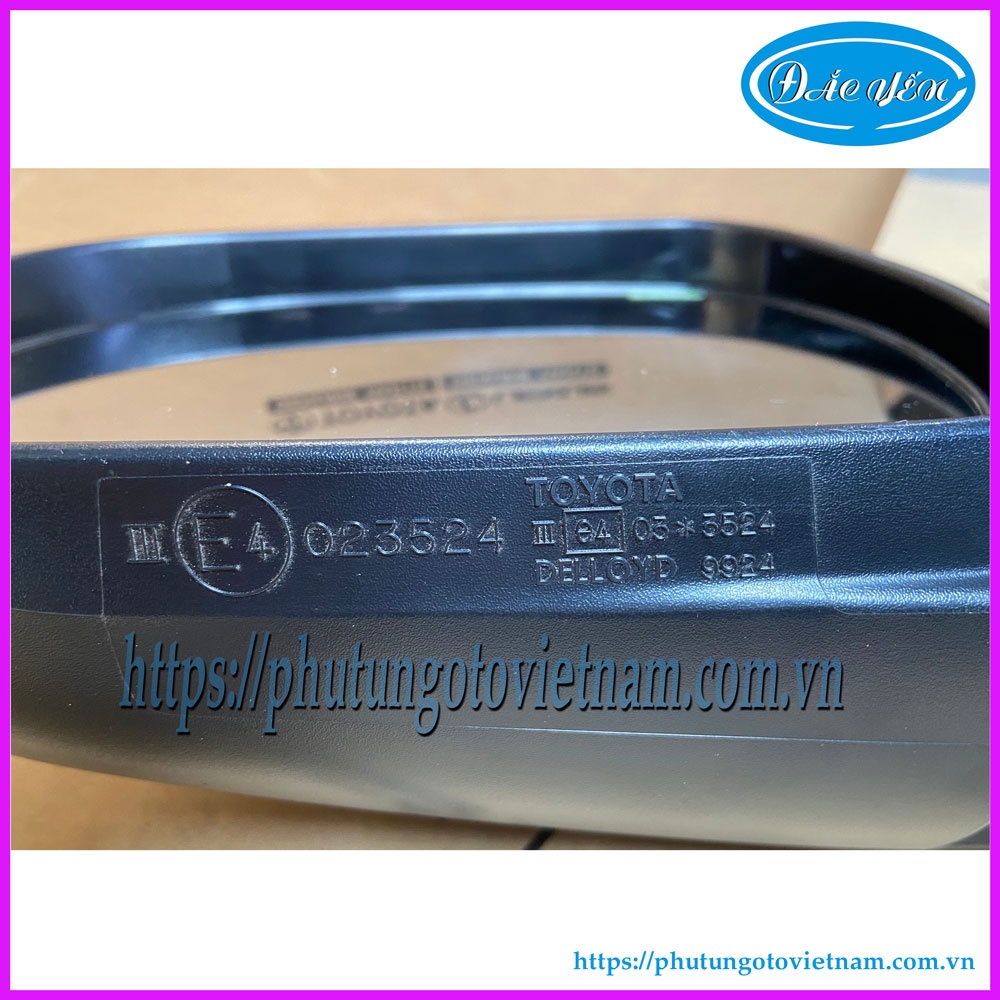 ĐẮC YẾN
TOYOTA
III E4 023524
II e4 03*3524
DELLOYD 9924
https://phutungotovietnam.com.vn
https://phutungotovietnam.com.vn